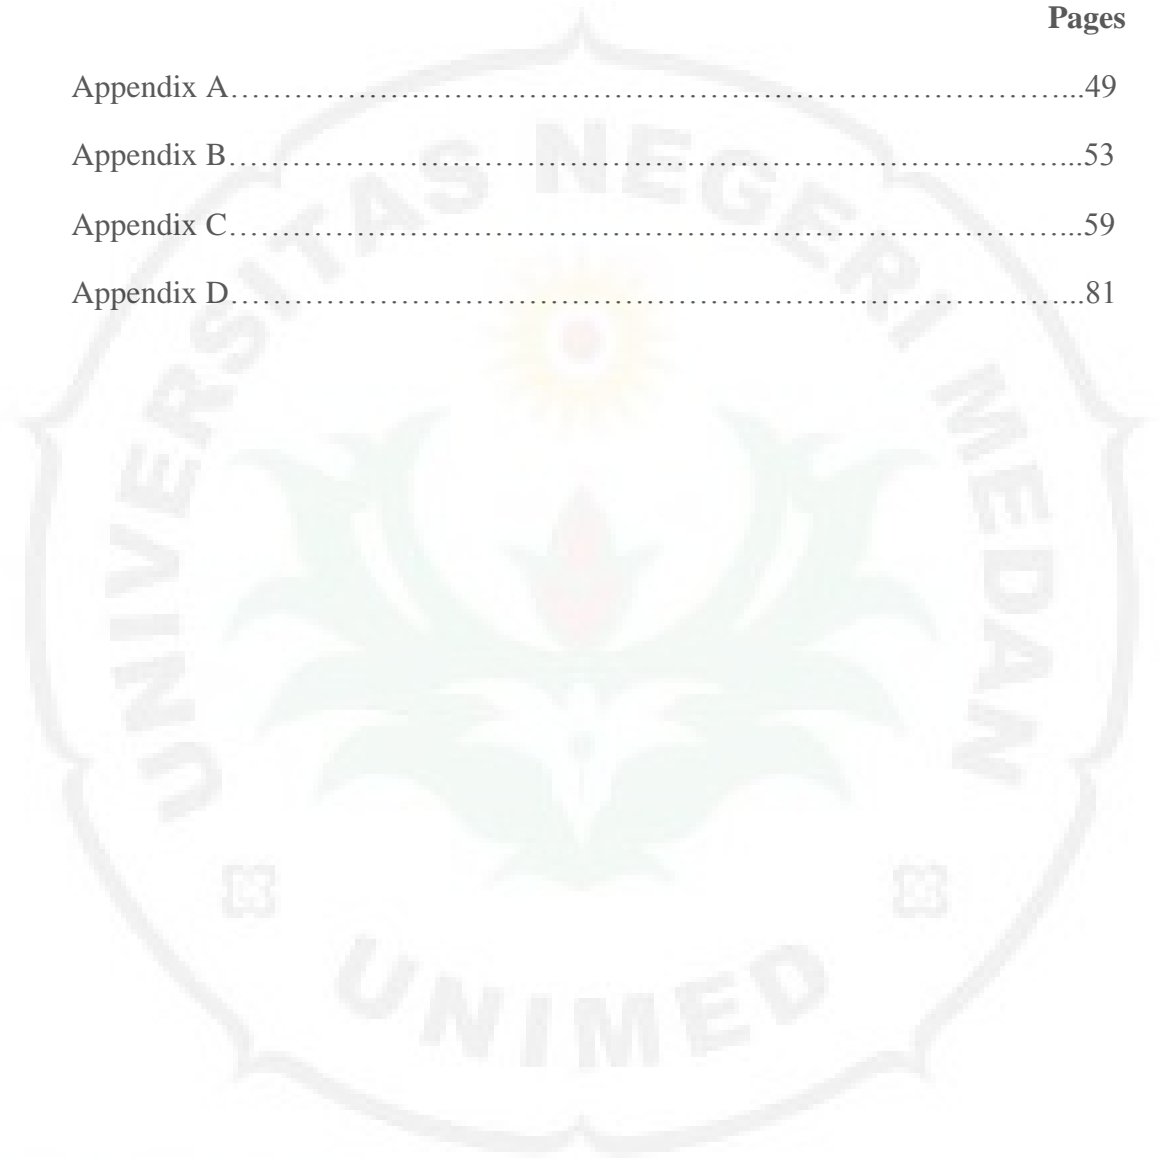 Pages
Appendix A…………………………………………………………………...49
Appendix B…………………………………………………………………...53
Appendix C…………………………………………………………………...59
Appendix D…………………………………………………………………...81
UNIVERSITAS NEGERI MEDAN
UNIMED